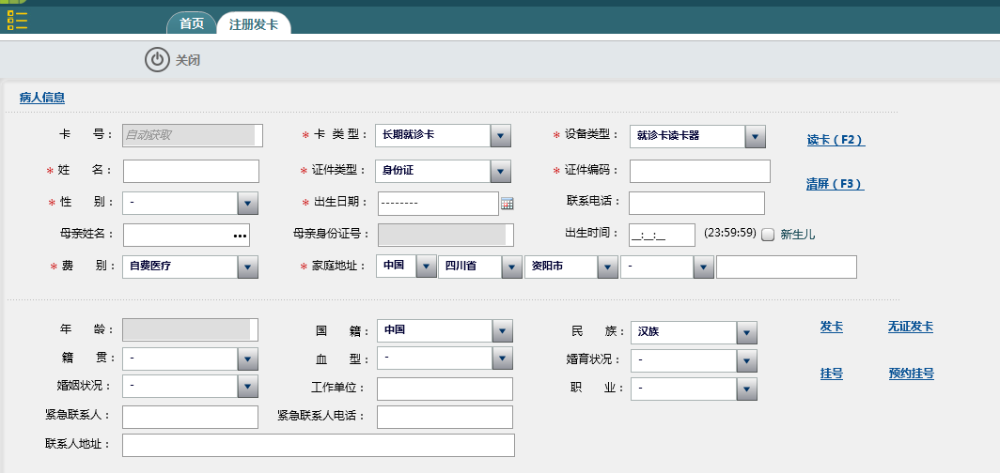 首页 注册发卡
关闭
病人信息
卡 号： 自动获取 * 卡 类 型： 长期就诊卡 * 设备类型： 就诊卡读卡器 读卡（F2）
* 姓 名： * 证件类型： 身份证 * 证件编码：
清屏（F3）
* 性 别： - * 出生日期： -------- 联系电话：
母亲姓名： ••• 母亲身份证号： 出生时间： __:__:__ (23:59:59) 新生儿
* 费 别： 自费医疗 * 家庭地址： 中国 四川省 资阳市 -
年 龄： 国 籍： 中国 民 族： 汉族 发卡 无证发卡
籍 贯： - 血 型： - 婚育状况： -
挂号 预约挂号
婚姻状况： - 工作单位： 职 业： -
紧急联系人： 紧急联系人电话：
联系人地址：